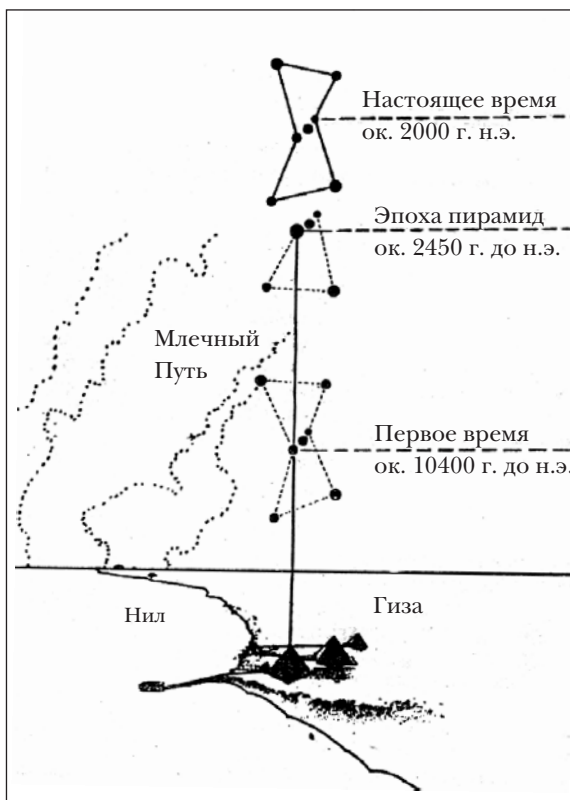 Настоящее время
ок. 2000 г. н.э.
Эпоха пирамид
ок. 2450 г. до н.э.
Млечный
Путь
Первое время
ок. 10400 г. до н.э.
Гиза
Нил